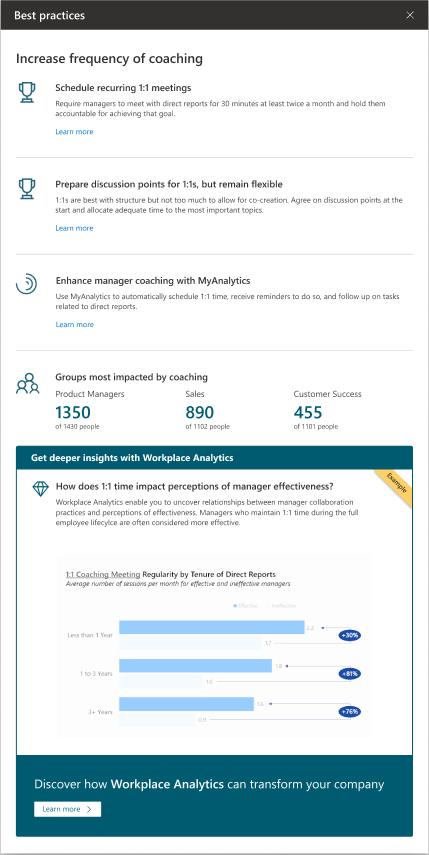 Best practices
Increase frequency of coaching
Schedule recurring 1:1 meetings
Require managers to meet with direct reports for 30 minutes at least twice a month and hold them
accountable for achieving that goal.
Learn more
Prepare discussion points for 1:1s, but remain flexible
1:1s are best with structure but not too much to allow for co-creation. Agree on discussion points at the
start and allocate adequate time to the most important topics.
Learn more
Enhance manager coaching with MyAnalytics
Use MyAnalytics to automatically schedule 1:1 time, receive reminders to do so, and follow up on tasks
related to direct reports.
Learn more
Groups most impacted by coaching
Product Managers
1350
of 1430 people
Sales
890
of 1102 people
Customer Success
455
of 1101 people
Get deeper insights with Workplace Analytics
Example
How does 1:1 time impact perceptions of manager effectiveness?
Workplace Analytics enable you to uncover relationships between manager collaboration
practices and perceptions of effectiveness. Managers who maintain 1:1 time during the full
employee lifecylce are often considered more effective.
1:1 Coaching Meeting Regularity by Tenure of Direct Reports
Average number of sessions per month for effective and ineffective managers
Effective Ineffective
Less than 1 Year
2.2
1.7
+30%
1 to 3 Years
1.8
1.0
+81%
3+ Years
1.6
0.9
+76%
Discover how Workplace Analytics can transform your company
Learn more